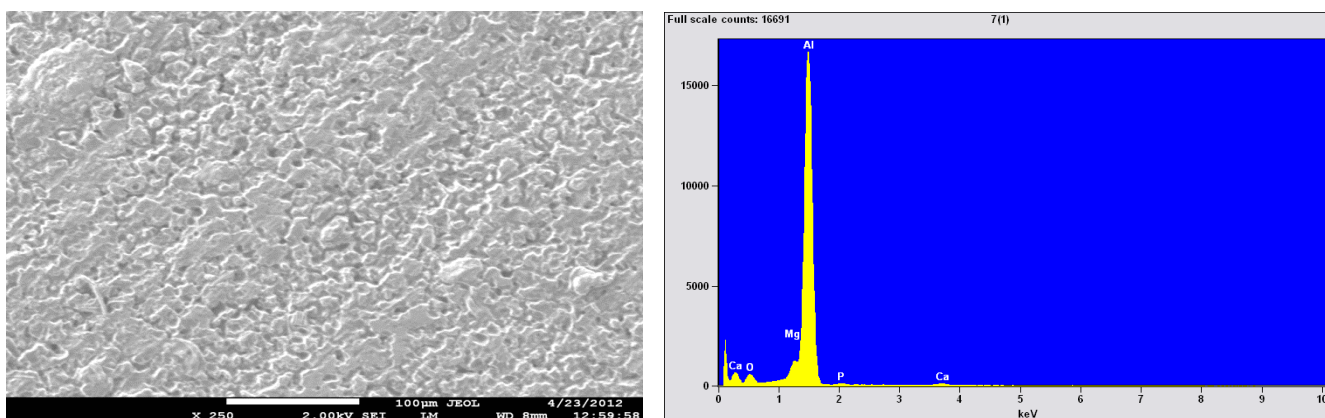 100µm JEOL 4/23/2012
X 250 2.00kV SEI LM WD 8mm 12:59:58
Full scale counts: 16691 7(1)
Al
15000
10000
5000
Mg
Ca O P Ca
0
0 1 2 3 4 5 6 7 8 9 10
keV